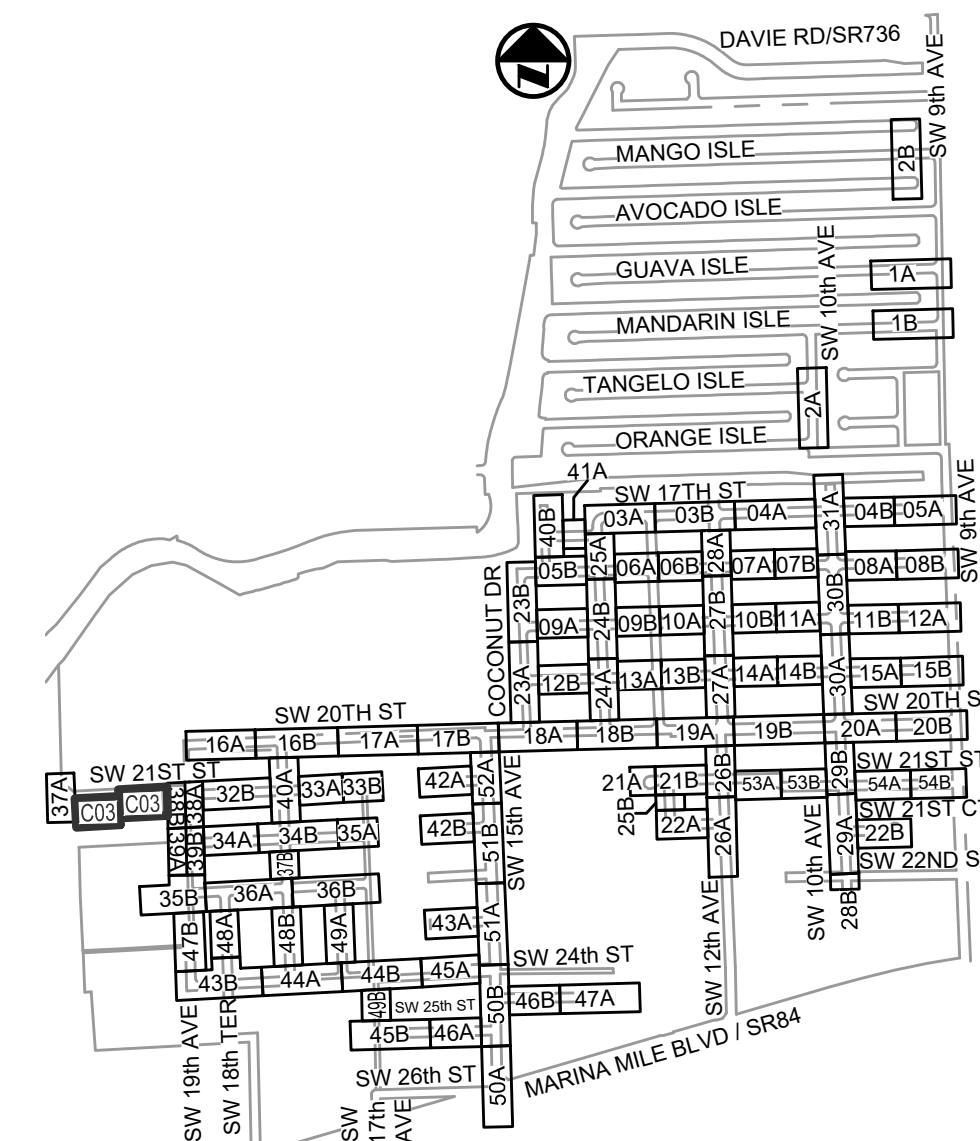 DAVIE RD/SR736
SW 9th AVE
MANGO ISLE
2B
AVOCADO ISLE
SW 10th AVE
GUAVA ISLE
1A
MANDARIN ISLE
1B
TANGELO ISLE
2A
ORANGE ISLE
41A
SW 17TH ST
SW 9th AVE
40B
03A
03B
04A
31A
04B
05A
COCONUT DR
05B
25A
06A
06B
28A
07A
07B
30B
08A
08B
23B
09A
24B
09B
10A
27B
10B
11A
11B
12A
23A
12B
24A
13A
13B
27A
14A
14B
30A
15A
15B
SW 20TH ST
SW 20TH S
16A
16B
17A
17B
18A
18B
19A
19B
20A
20B
SW 21ST ST
SW 21ST ST
37A
C03
C03
38B
38A
32B
40A
33A
33B
42A
52A
SW 15th AVE
21A
21B
26B
53A
53B
29B
54A
54B
25B
SW 21ST CT
39A
39B
34A
34B
35A
42B
51B
22A
26A
SW 10th AVE
29A
22B
37B
SW 22ND S
35B
36A
36B
28B
47B
48A
48B
49A
43A
51A
SW 12th AVE
SW 24th ST
43B
44A
44B
45A
50B
46B
47A
49B
SW 25th ST
45B
46A
SW 19th AVE
SW 18th TER
SW 26th ST
50A
MARINA MILE BLVD / SR84
SW
17th
AVE